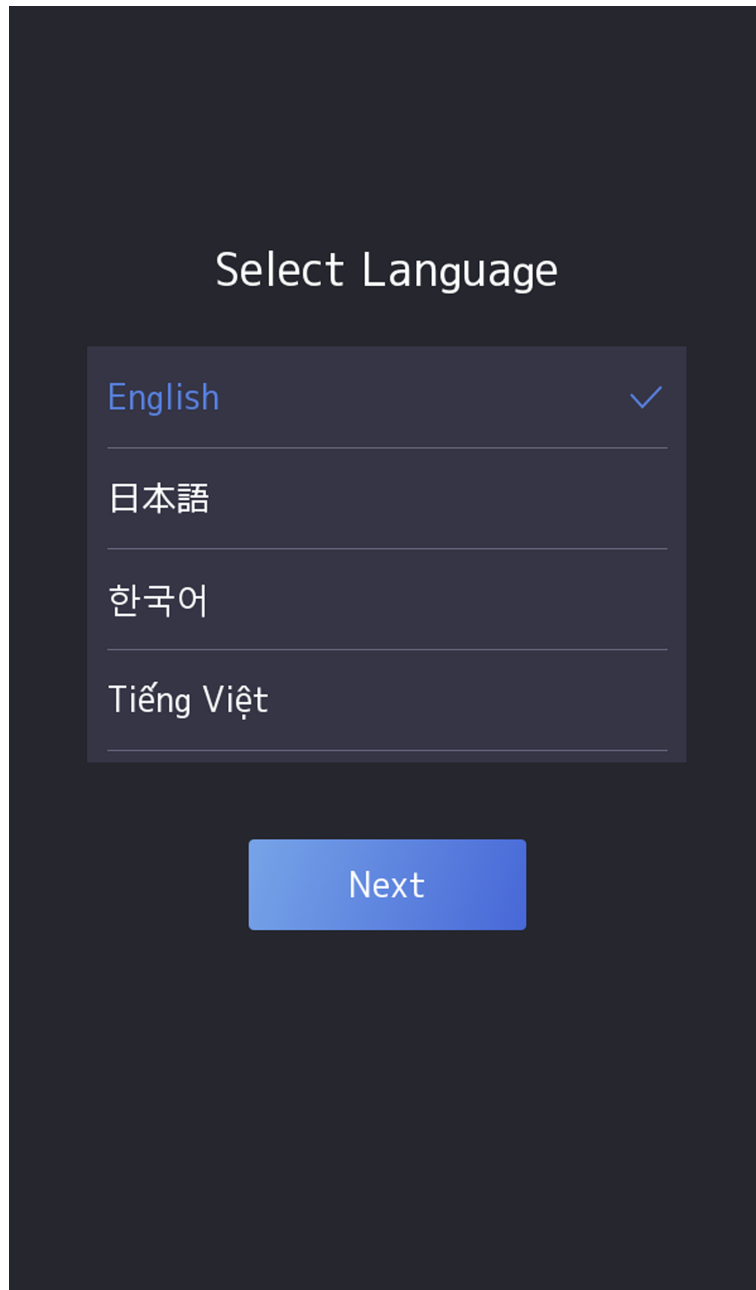 Select Language
English
日本語
한국어
Tiếng Việt
Next